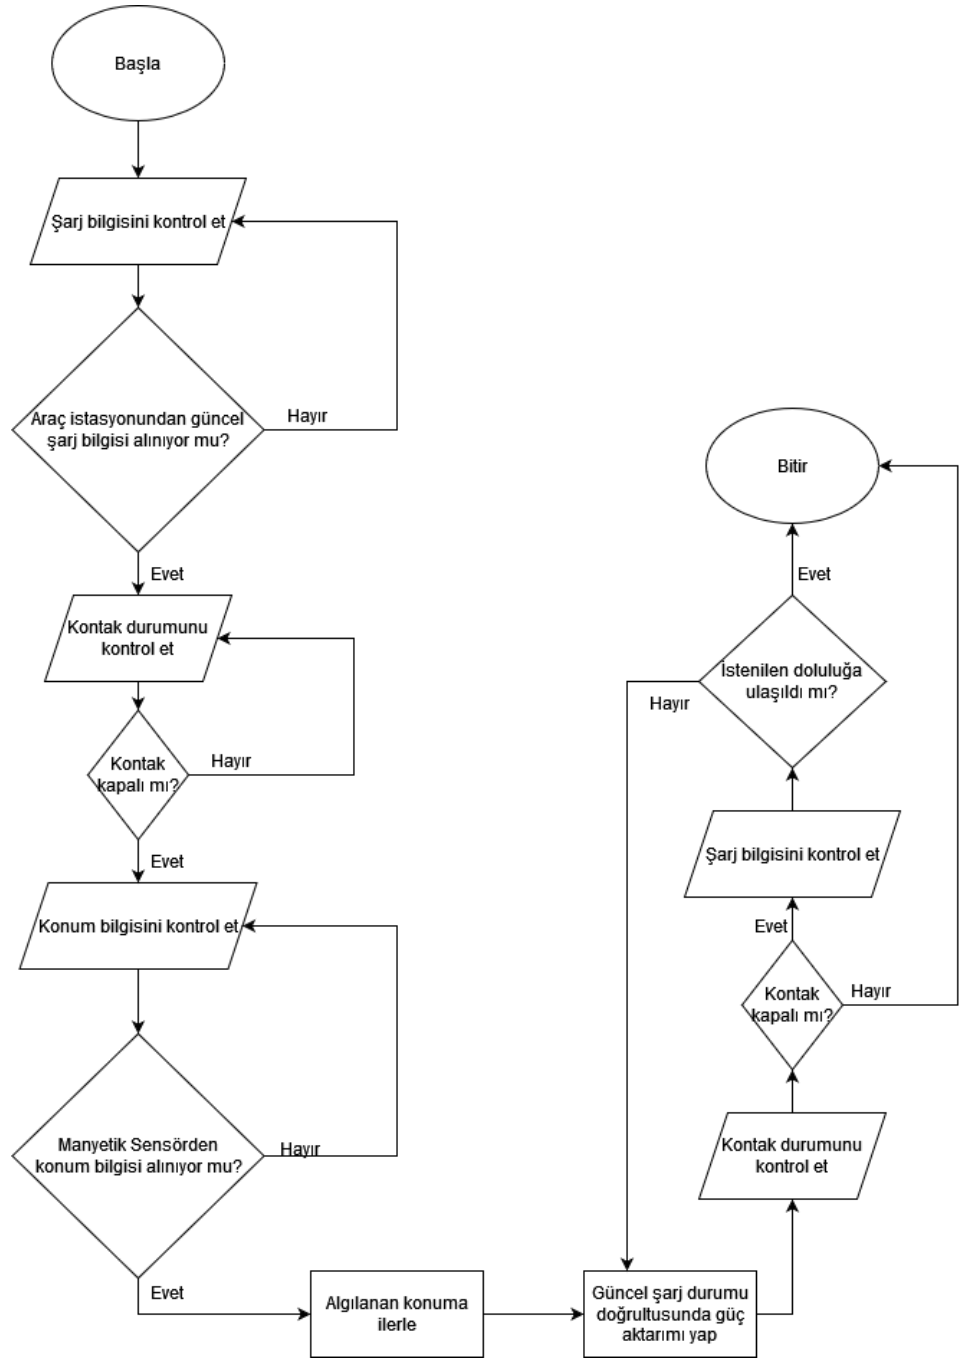 Başla
Şarj bilgisini kontrol et
Araç istasyonundan güncel
şarj bilgisi alınıyor mu?
Hayır
Evet
Kontak durumunu
kontrol et
Kontak
kapalı mı?
Hayır
Evet
Konum bilgisini kontrol et
Manyetik Sensörden
konum bilgisi alınıyor mu?
Hayır
Evet
Algılanan konuma
ilerle
Güncel şarj durumu
doğrultusunda güç
aktarımı yap
Kontak durumunu
kontrol et
Kontak
kapalı mı?
Hayır
Evet
Şarj bilgisini kontrol et
İstenilen doluluğa
ulaşıldı mı?
Hayır
Evet
Bitir